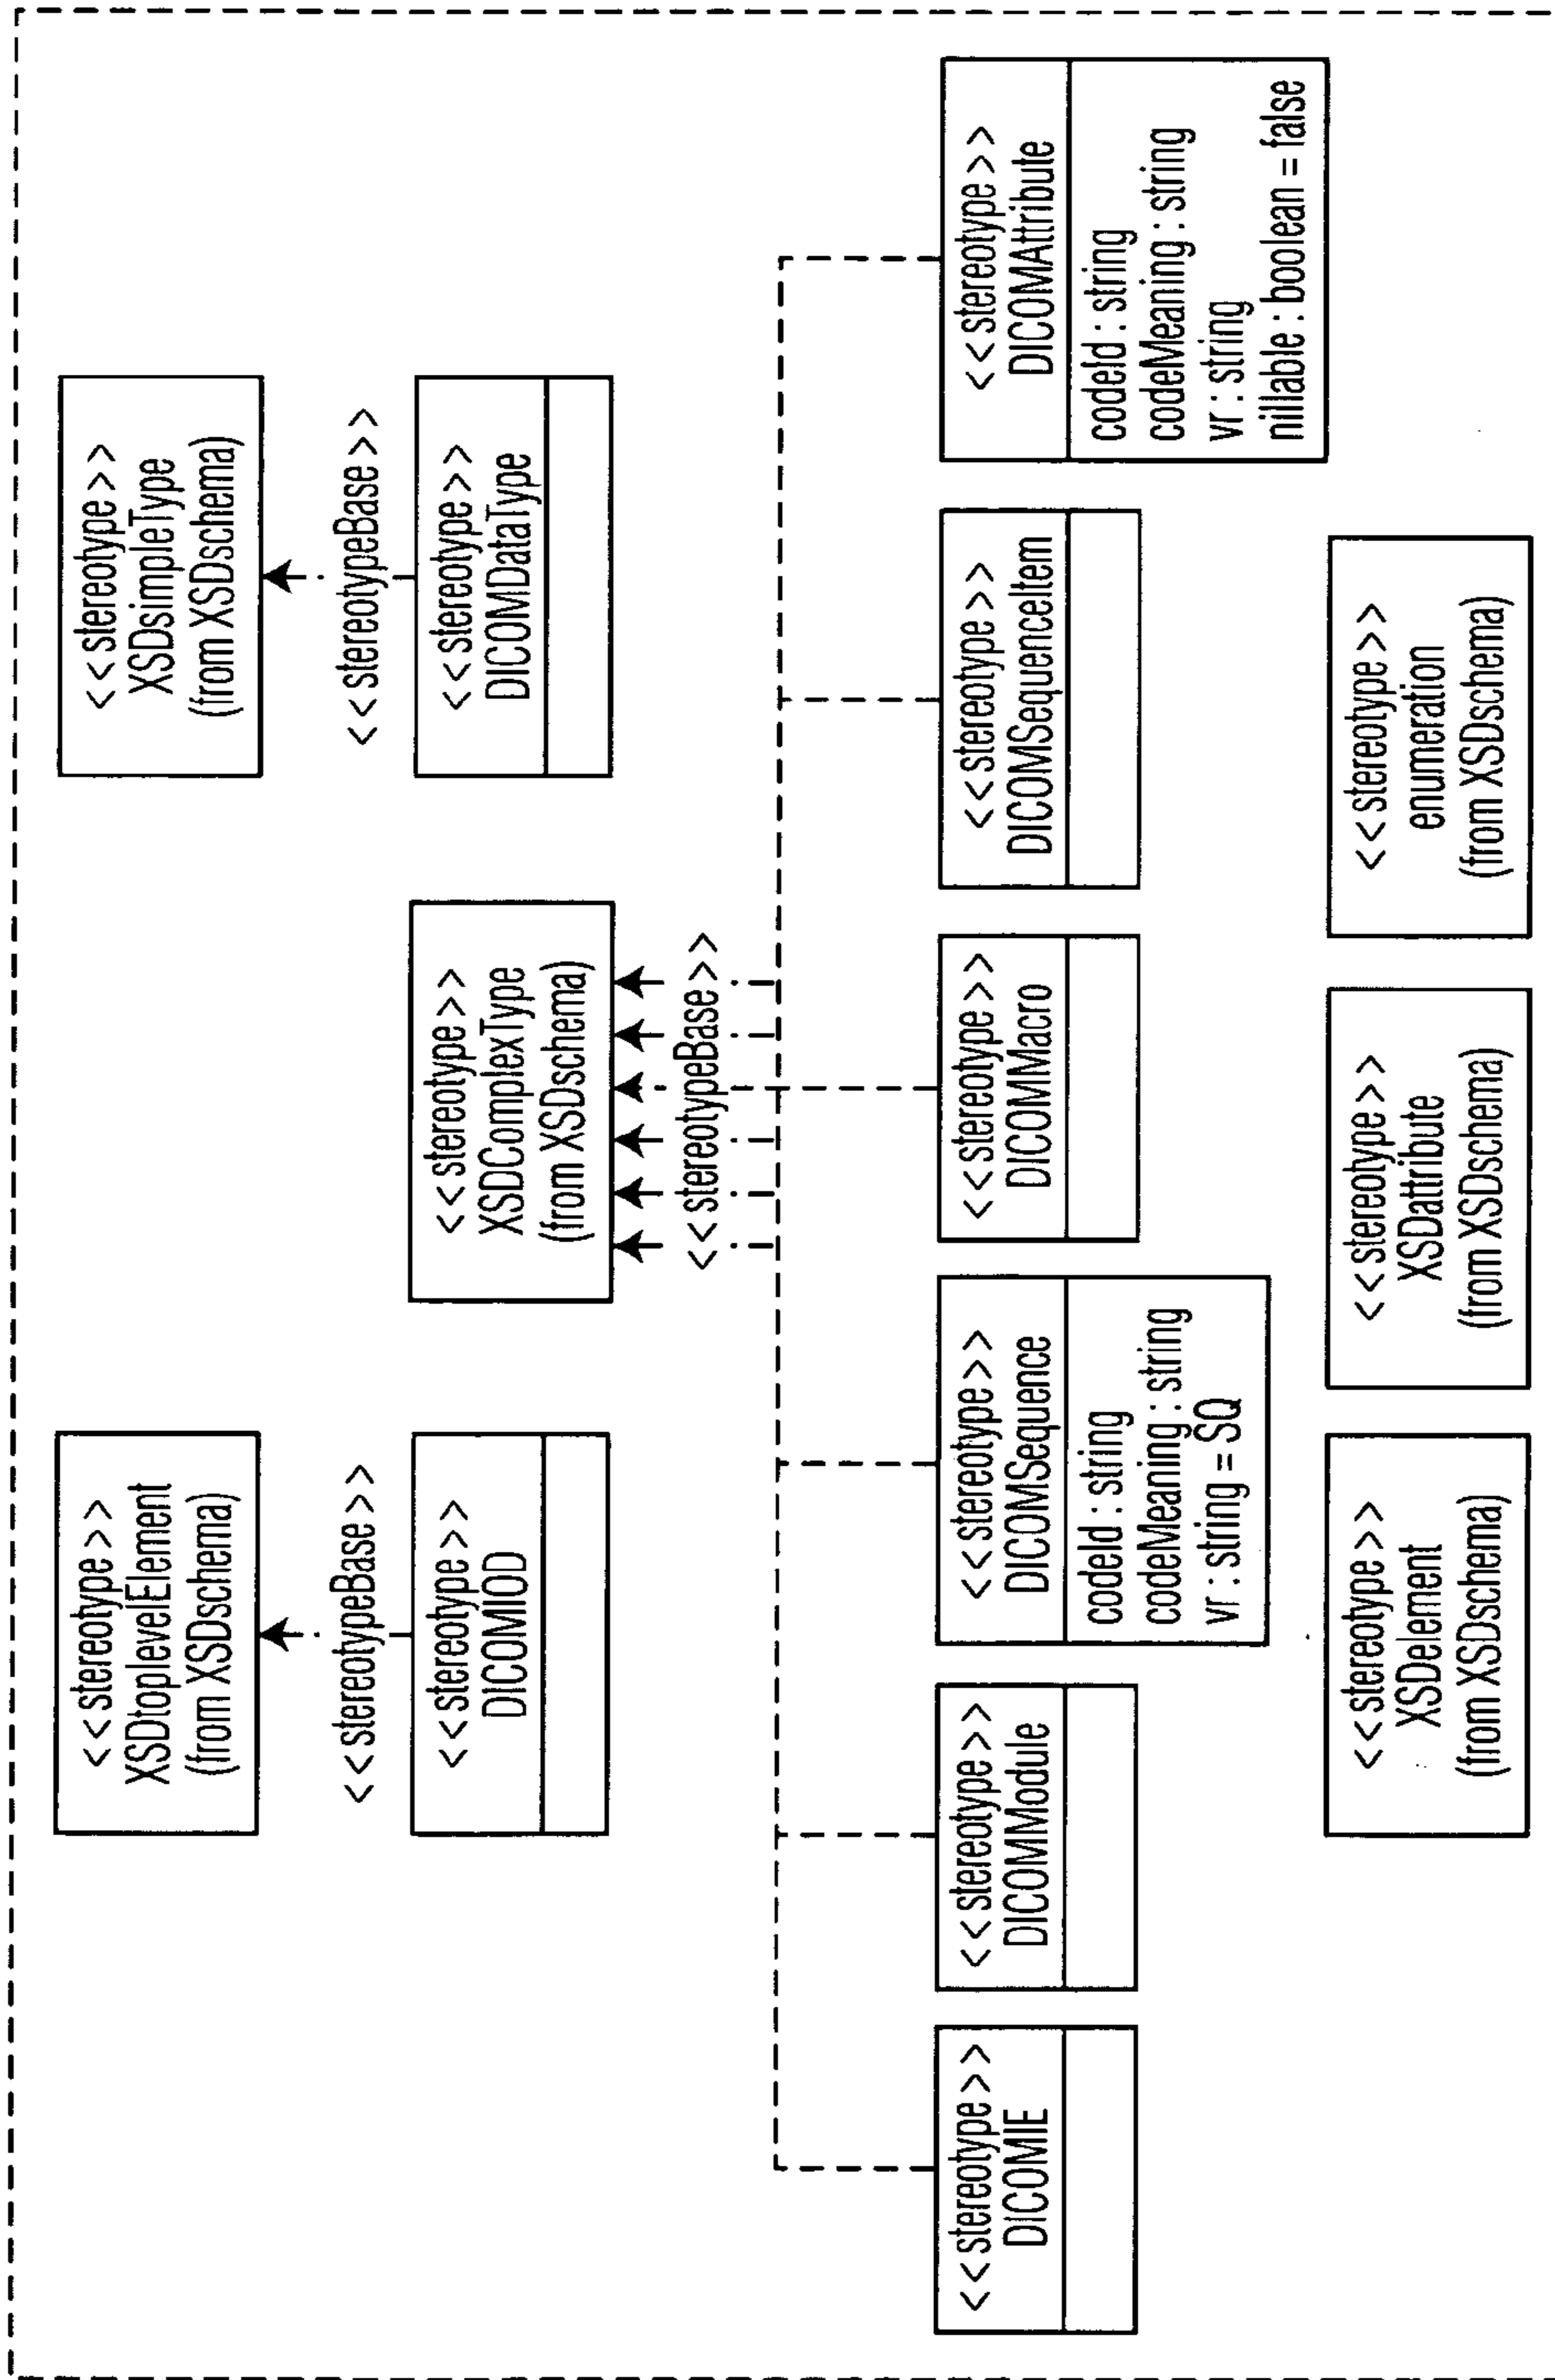 <<stereotype>>
XSDtoplevelElement
(from XSDschema)
<<stereotype>>
XSDsimpleType
(from XSDschema)
<<stereotypeBase>>
<<stereotypeBase>>
<<stereotype>>
DICOMIOD
<<stereotype>>
XSDComplexType
(from XSDschema)
<<stereotype>>
DICOMDataType
<<stereotypeBase>>
<<stereotype>>
DICOMIE
<<stereotype>>
DICOMModule
<<stereotype>>
DICOMSequence
codeId : string
codeMeaning : string
vr : string = SQ
<<stereotype>>
DICOMMacro
<<stereotype>>
DICOMSequenceItem
<<stereotype>>
DICOMAttribute
codeId : string
codeMeaning : string
vr : string
nillable : boolean = false
<<stereotype>>
XSDelement
(from XSDschema)
<<stereotype>>
XSDattribute
(from XSDschema)
<<stereotype>>
enumeration
(from XSDschema)